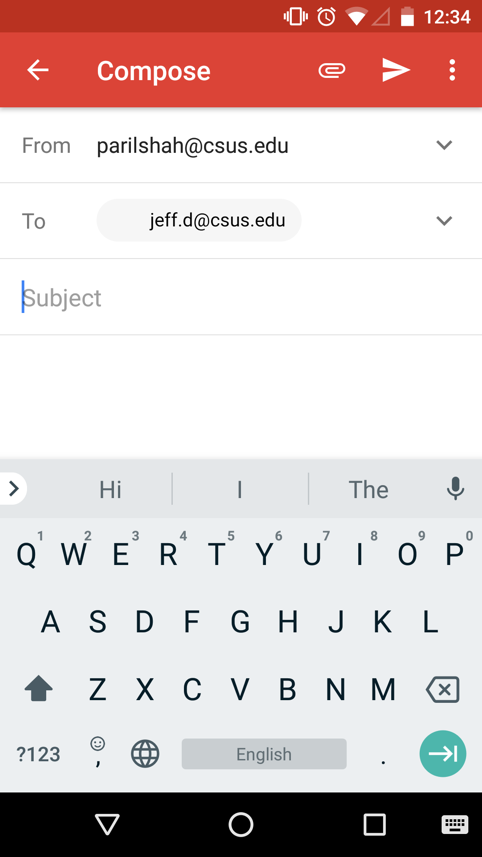 12:34
Compose
From parilshah@csus.edu
To jeff.d@csus.edu
Subject
Hi I The
1 2 3 4 5 6 7 8 9 0
Q W E R T Y U I O P
A S D F G H J K L
Z X C V B N M
?123 , English .